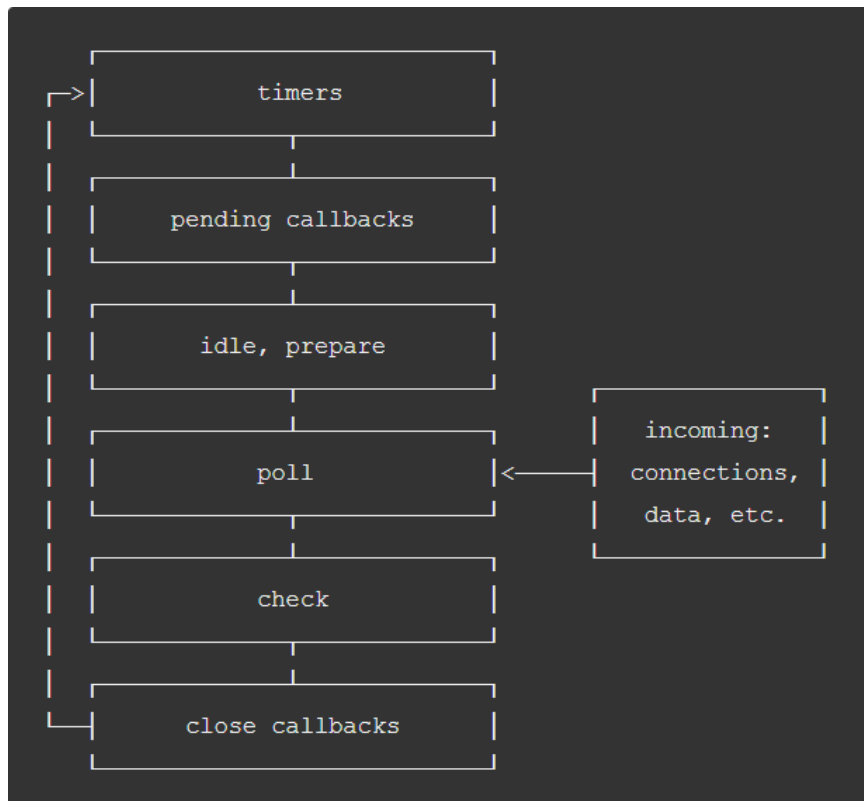 timers
pending callbacks
idle, prepare
poll
incoming:
connections,
data, etc.
check
close callbacks